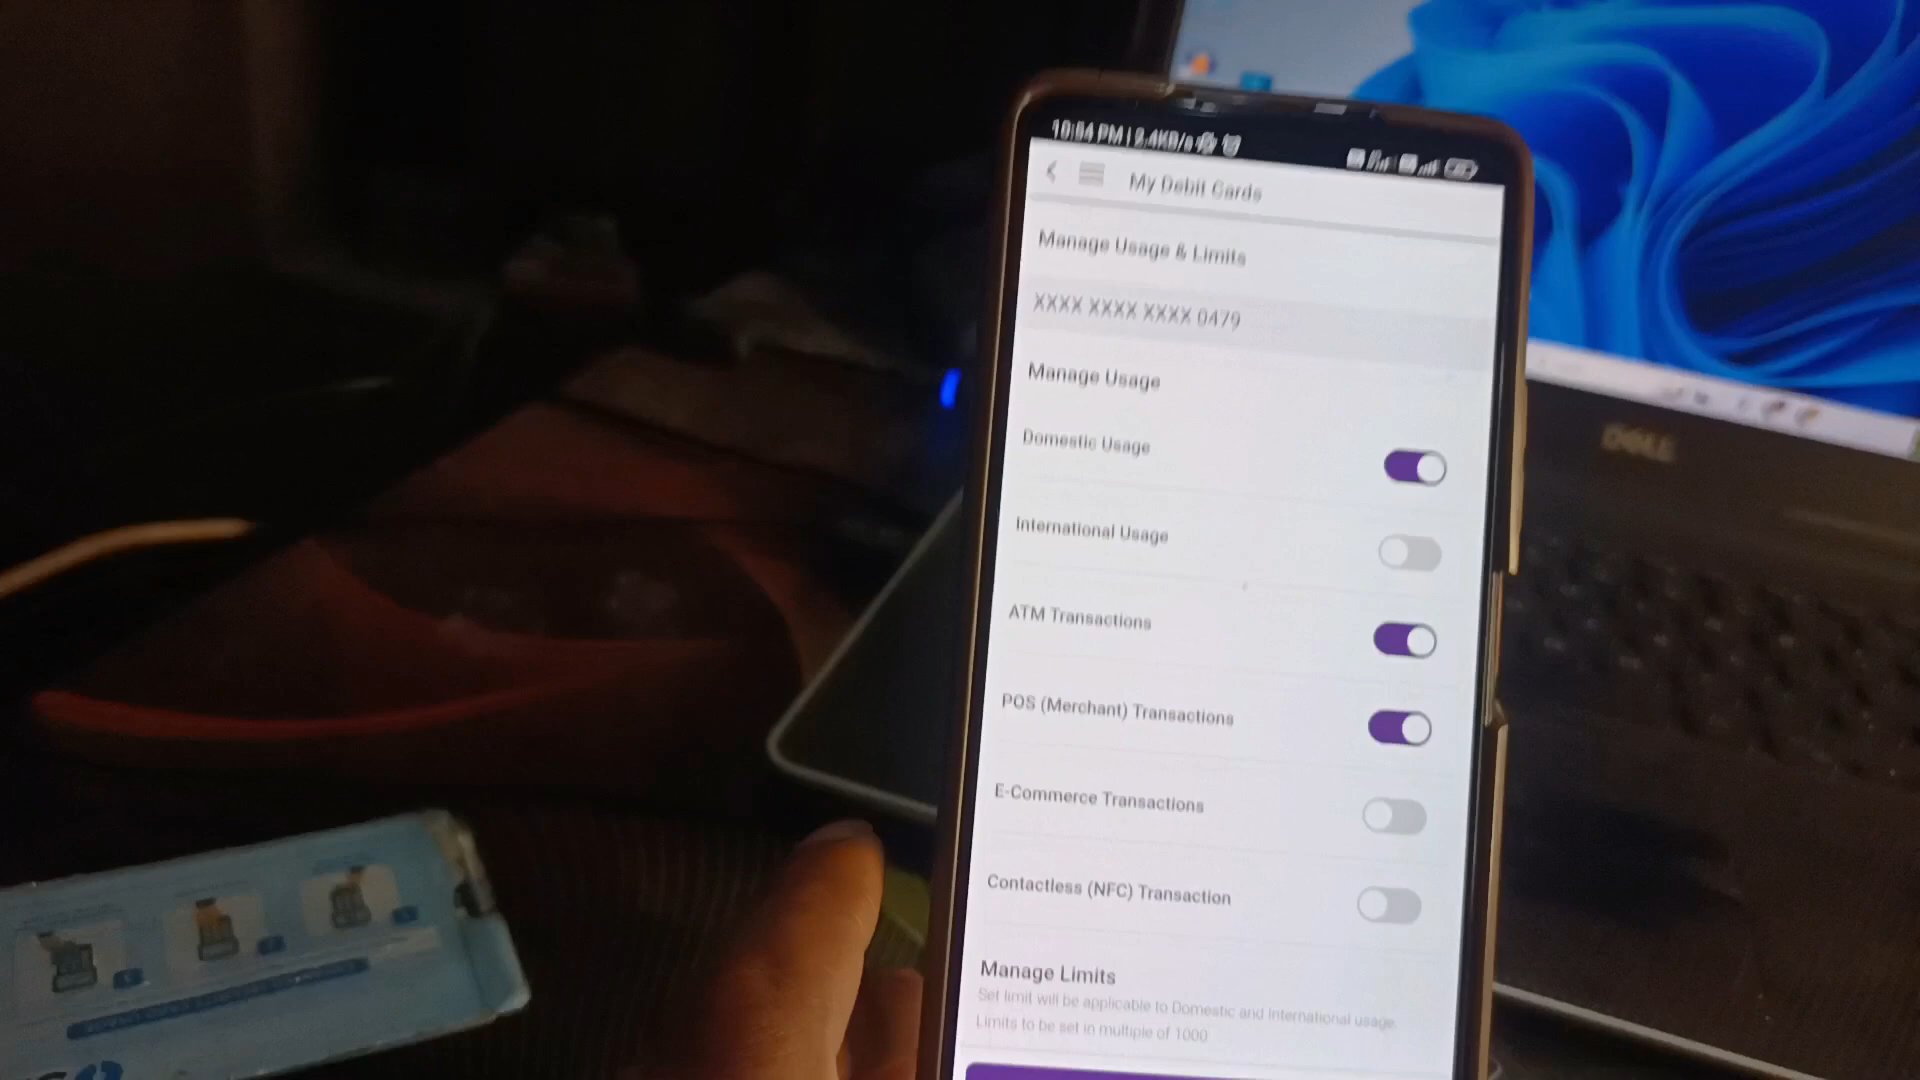 10:54 PM | 2.4KB/s
My Debit Cards
Manage Usage & Limits
XXXX XXXX XXXX 0479
Manage Usage
Domestic Usage
International Usage
ATM Transactions
POS (Merchant) Transactions
E-Commerce Transactions
Contactless (NFC) Transaction
Manage Limits
Set limit will be applicable to Domestic and International usage.
Limits to be set in multiple of 1000
DELL